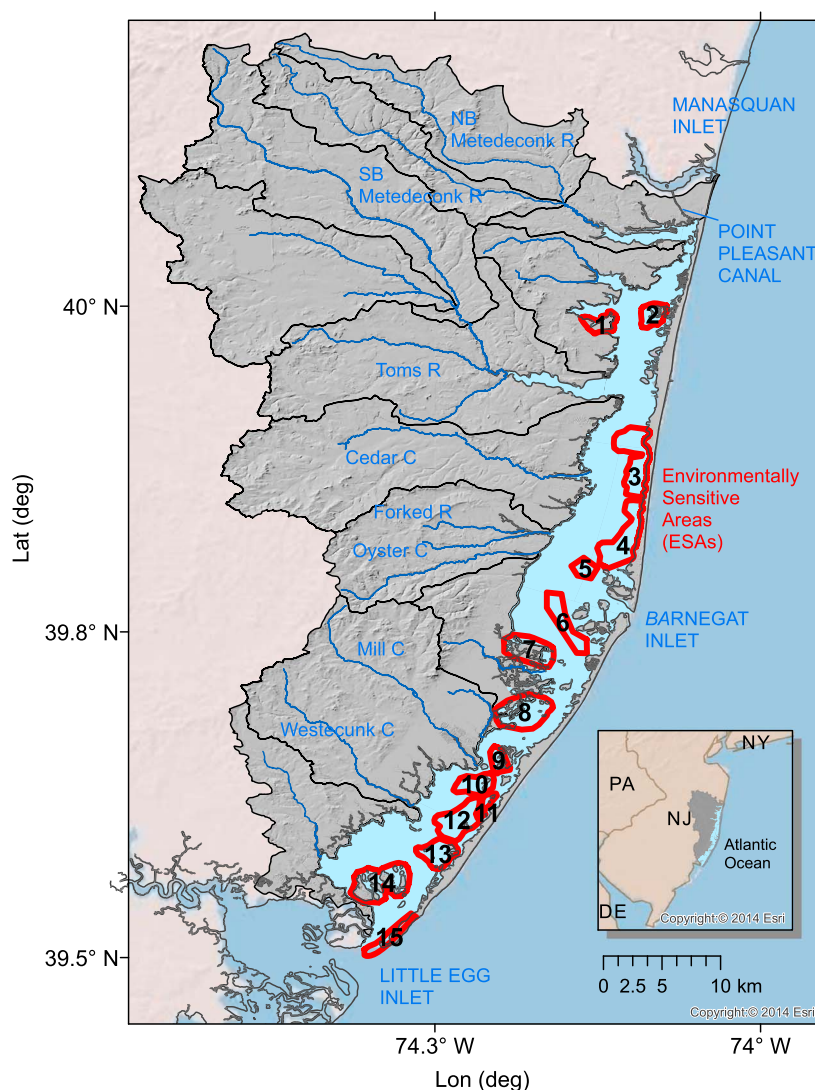 MANASQUAN
INLET
NB
Metedeconk R
SB
Metedeconk R
POINT
PLEASANT
CANAL
40° N
1
2
Toms R
Cedar C
3
Environmentally
Sensitive
Areas
(ESAs)
Forked R
Oyster C
4
5
Lat (deg)
39.8° N
6
BARNEGAT
INLET
7
Mill C
8
Westecunk C
9
10
11
12
13
14
15
NY
PA
NJ
Atlantic
Ocean
DE
Copyright:© 2014 Esri
39.5° N
LITTLE EGG
INLET
0 2.5 5 10 km
Copyright:© 2014 Esri
74.3° W
74° W
Lon (deg)